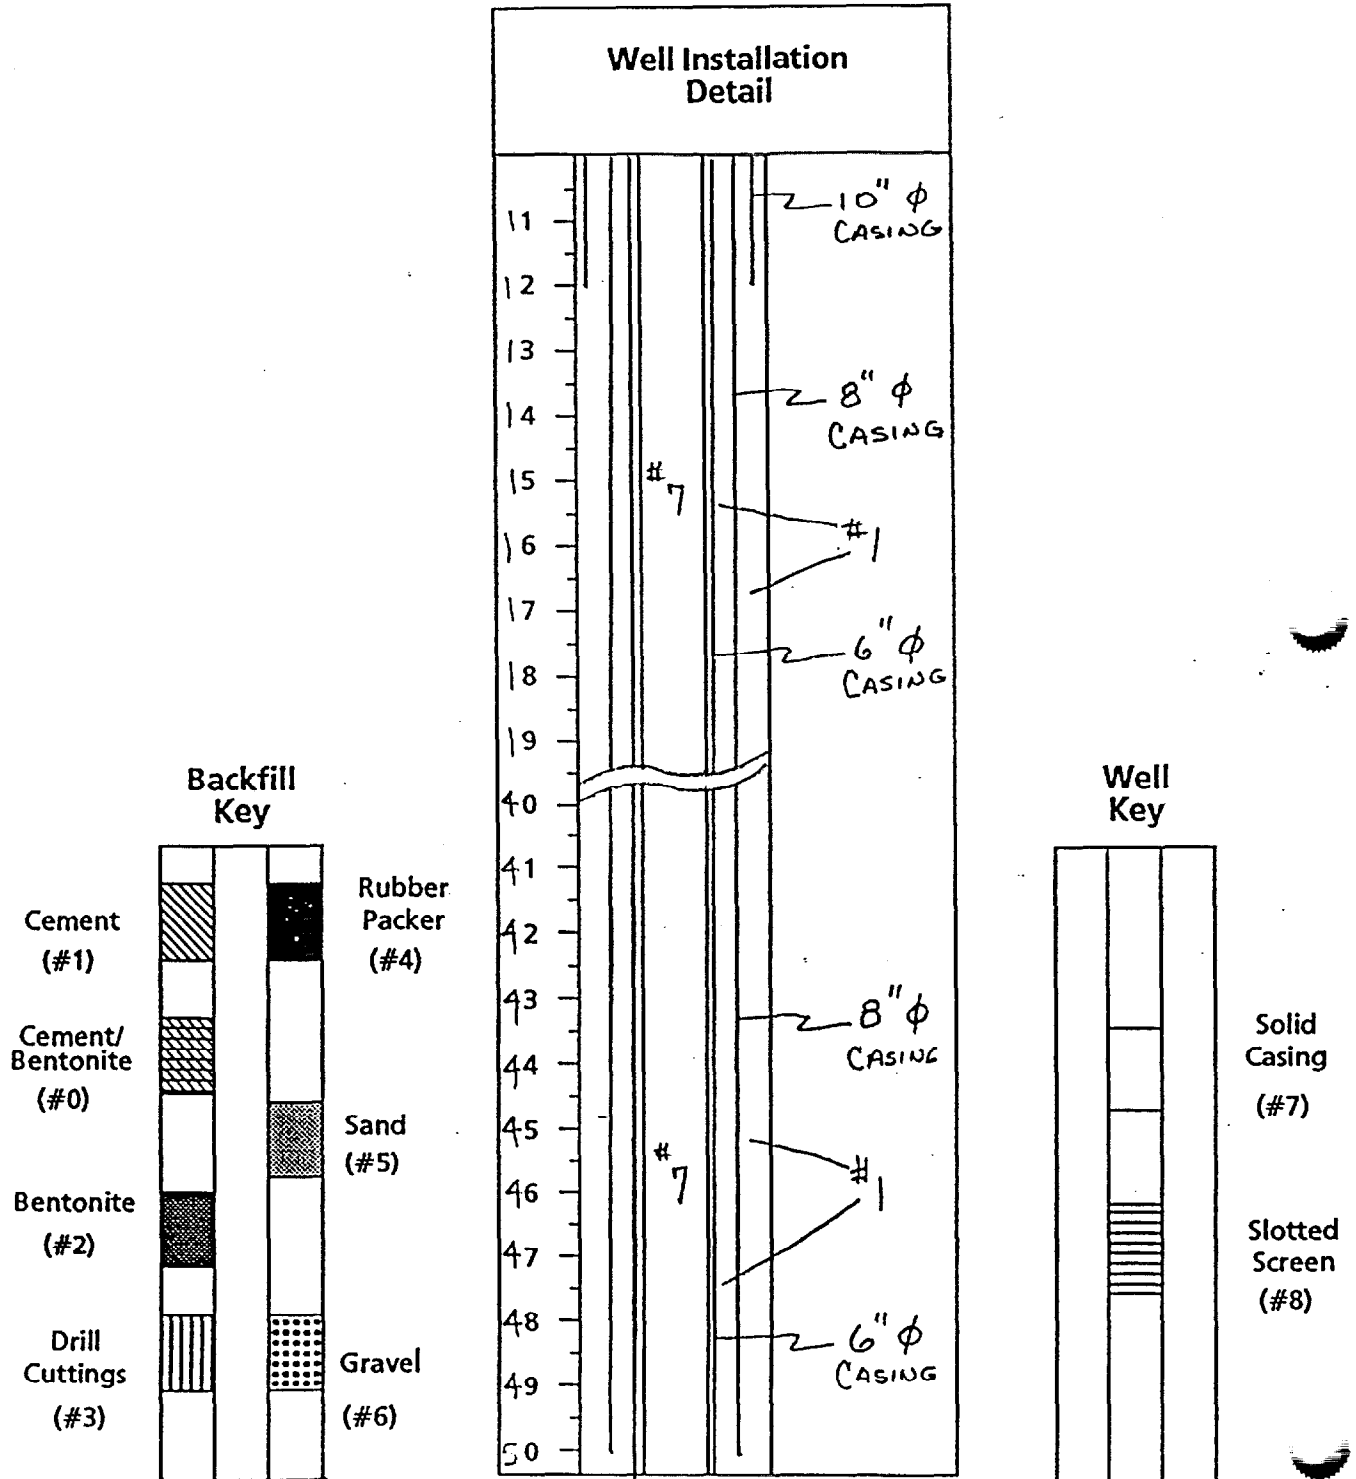 Well Installation
Detail
10" φ
CASING
11
12
13
8" φ
CASING
14
15
#7
#1
16
17
6" φ
CASING
18
19
40
41
42
43
8" φ
CASING
44
45
#7
#1
46
47
48
6" φ
CASING
49
50
Backfill
Key
Cement
(#1)
Rubber
Packer
(#4)
Cement/
Bentonite
(#0)
Sand
(#5)
Bentonite
(#2)
Drill
Cuttings
(#3)
Gravel
(#6)
Well
Key
Solid
Casing
(#7)
Slotted
Screen
(#8)